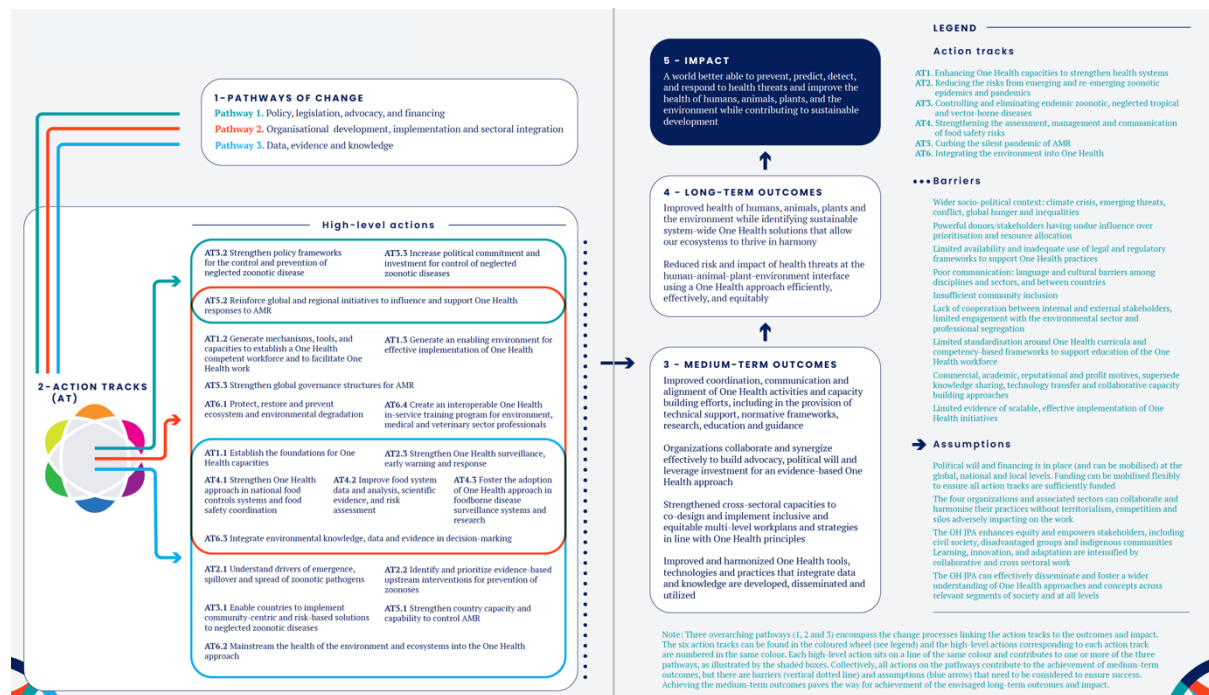 1-PATHWAYS OF CHANGE
Pathway 1. Policy, legislation, advocacy, and financing
Pathway 2. Organisational development, implementation and sectoral integration
Pathway 3. Data, evidence and knowledge
2-ACTION TRACKS
(AT)
High-level actions
AT3.2 Strengthen policy frameworks
for the control and prevention of
neglected zoonotic disease
AT3.3 Increase political commitment and
investment for control of neglected
zoonotic diseases
AT5.2 Reinforce global and regional initiatives to influence and support One Health
responses to AMR
AT1.2 Generate mechanisms, tools, and
capacities to establish a One Health
competent workforce and to facilitate One
Health work
AT1.3 Generate an enabling environment for
effective implementation of One Health
AT5.3 Strengthen global governance structures for AMR
AT6.1 Protect, restore and prevent
ecosystem and environmental degradation
AT6.4 Create an interoperable One Health
in-service training program for environment,
medical and veterinary sector professionals
AT1.1 Establish the foundations for One
Health capacities
AT2.3 Strengthen One Health surveillance,
early warning and response
AT4.1 Strengthen One Health
approach in national food
controls systems and food
safety coordination
AT4.2 Improve food system
data and analysis, scientific
evidence, and risk
assessment
AT4.3 Foster the adoption
of One Health approach in
foodborne disease
surveillance systems and
research
AT6.3 Integrate environmental knowledge, data and evidence in decision-marking
AT2.1 Understand drivers of emergence,
spillover and spread of zoonotic pathogens
AT2.2 Identify and prioritize evidence-based
upstream interventions for prevention of
zoonoses
AT3.1 Enable countries to implement
community-centric and risk-based solutions
to neglected zoonotic diseases
AT5.1 Strengthen country capacity and
capability to control AMR
AT6.2 Mainstream the health of the environment and ecosystems into the One Health
approach
5 - IMPACT
A world better able to prevent, predict, detect,
and respond to health threats and improve the
health of humans, animals, plants, and the
environment while contributing to sustainable
development
4 - LONG-TERM OUTCOMES
Improved health of humans, animals, plants and
the environment while identifying sustainable
system-wide One Health solutions that allow
our ecosystems to thrive in harmony
Reduced risk and impact of health threats at the
human-animal-plant-environment interface
using a One Health approach efficiently,
effectively, and equitably
3 - MEDIUM-TERM OUTCOMES
Improved coordination, communication and
alignment of One Health activities and capacity
building efforts, including in the provision of
technical support, normative frameworks,
research, education and guidance
Organizations collaborate and synergize
effectively to build advocacy, political will and
leverage investment for an evidence-based One
Health approach
Strengthened cross-sectoral capacities to
co-design and implement inclusive and
equitable multi-level workplans and strategies
in line with One Health principles
Improved and harmonized One Health tools,
technologies and practices that integrate data
and knowledge are developed, disseminated and
utilized
LEGEND
Action tracks
AT1. Enhancing One Health capacities to strengthen health systems
AT2. Reducing the risks from emerging and re-emerging zoonotic
epidemics and pandemics
AT3. Controlling and eliminating endemic zoonotic, neglected tropical
and vector-borne diseases
AT4. Strengthening the assessment, management and communication
of food safety risks
AT5. Curbing the silent pandemic of AMR
AT6. Integrating the environment into One Health
Barriers
Wider socio-political context: climate crisis, emerging threats,
conflict, global hunger and inequalities
Powerful donors/stakeholders having undue influence over
prioritisation and resource allocation
Limited availability and inadequate use of legal and regulatory
frameworks to support One Health practices
Poor communication: language and cultural barriers among
disciplines and sectors, and between countries
Insufficient community inclusion
Lack of cooperation between internal and external stakeholders,
limited engagement with the environmental sector and
professional segregation
Limited standardisation around One Health curricula and
competency-based frameworks to support education of the One Health
workforce
Commercial, academic, reputational and profit motives, supersede
knowledge sharing, technology transfer and collaborative capacity
building approaches
Limited evidence of scalable, effective implementation of One
Health initiatives
Assumptions
Political will and financing is in place (and can be mobilised) at the
global, national and local levels. Funding can be mobilised flexibly
to ensure all action tracks are sufficiently funded
The four organizations and associated sectors can collaborate and
harmonise their practices without territorialism, competition and
silos adversely impacting on the work
The OH JPA enhances equity and empowers stakeholders, including
civil society, disadvantaged groups and indigenous communities
Learning, innovation, and adaptation are intensified by
collaborative and cross sectoral work
The OH JPA can effectively disseminate and foster a wider
understanding of One Health approaches and concepts across
relevant segments of society and at all levels
Note: Three overarching pathways (1, 2 and 3) encompass the change processes linking the action tracks to the outcomes and impact.
The six action tracks can be found in the coloured wheel (see legend) and the high-level actions corresponding to each action track
are numbered in the same colour. Each high-level action sits on a line of the same colour and contributes to one or more of the three
pathways, as illustrated by the shaded boxes. Collectively, all actions on the pathways contribute to the achievement of medium-term
outcomes, but there are barriers (vertical dotted line) and assumptions (blue arrow) that need to be considered to ensure success.
Achieving the medium-term outcomes paves the way for achievement of the envisaged long-term outcomes and impact.